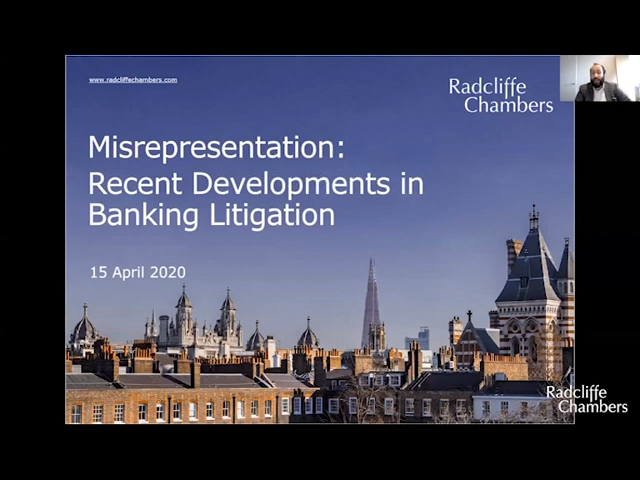 www.radcliffechambers.com
Radcliffe
Chambers
Misrepresentation:
Recent Developments in
Banking Litigation
15 April 2020
Radcliffe
Chambers